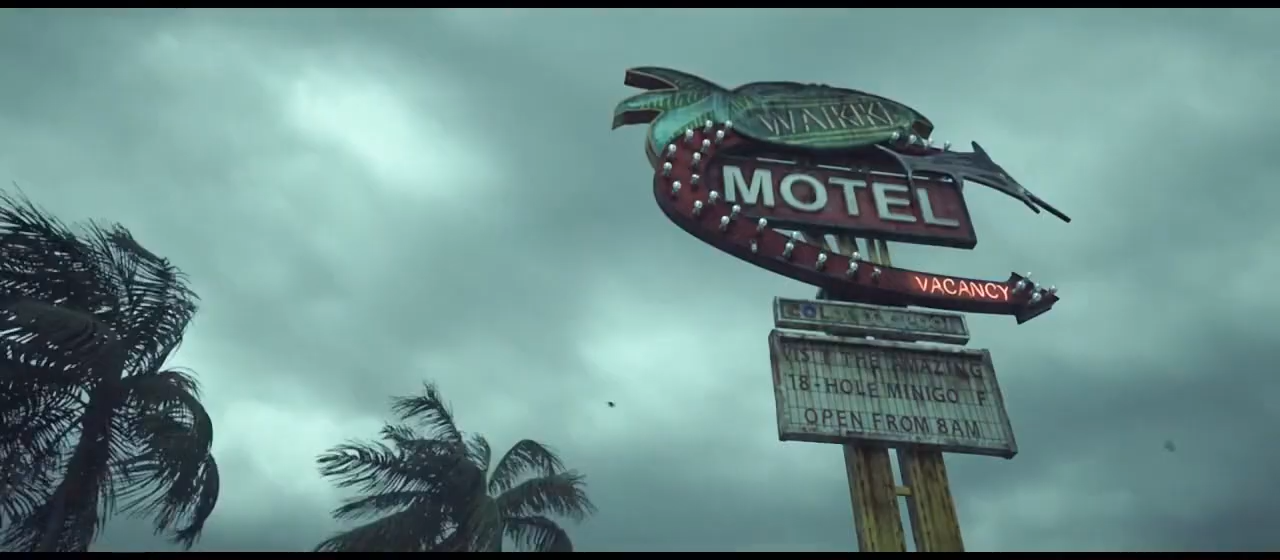 WAIKIKI
MOTEL
VACANCY
VISIT THE AMAZING
18-HOLE MINIGO F
OPEN FROM 8AM